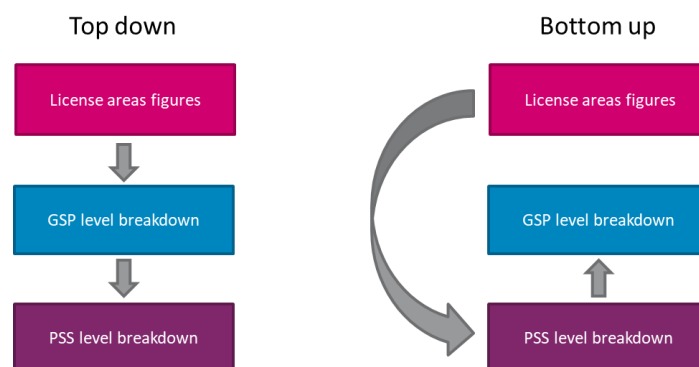 Top down
License areas figures
GSP level breakdown
PSS level breakdown
Bottom up
License areas figures
GSP level breakdown
PSS level breakdown